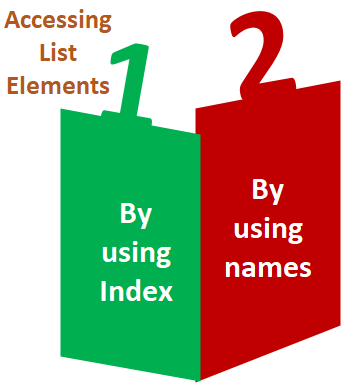 Accessing
List
Elements
1
By
using
Index
2
By
using
names